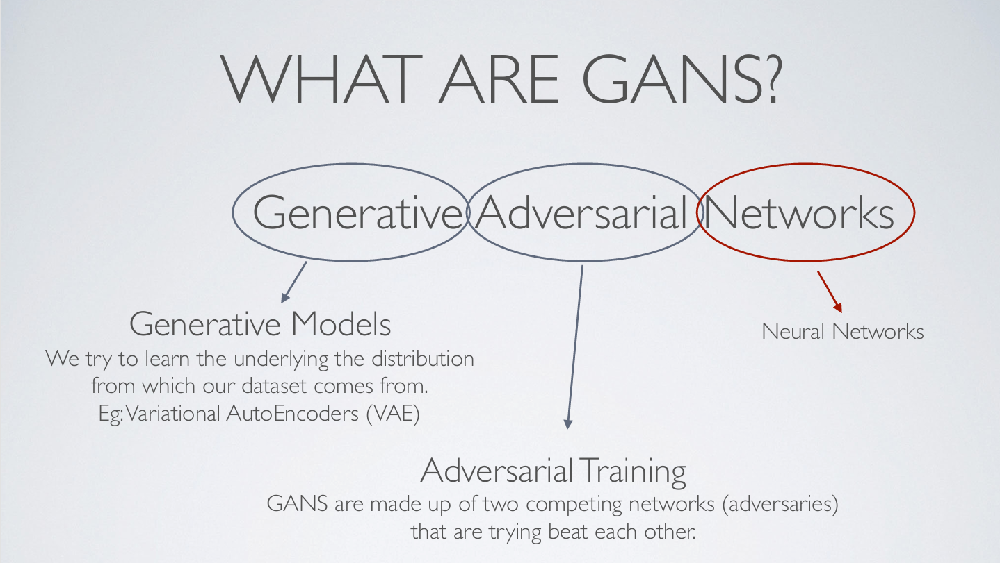 WHAT ARE GANS?
Generative Adversarial Networks
Generative Models
We try to learn the underlying the distribution
from which our dataset comes from.
Eg: Variational AutoEncoders (VAE)
Neural Networks
Adversarial Training
GANS are made up of two competing networks (adversaries)
that are trying beat each other.